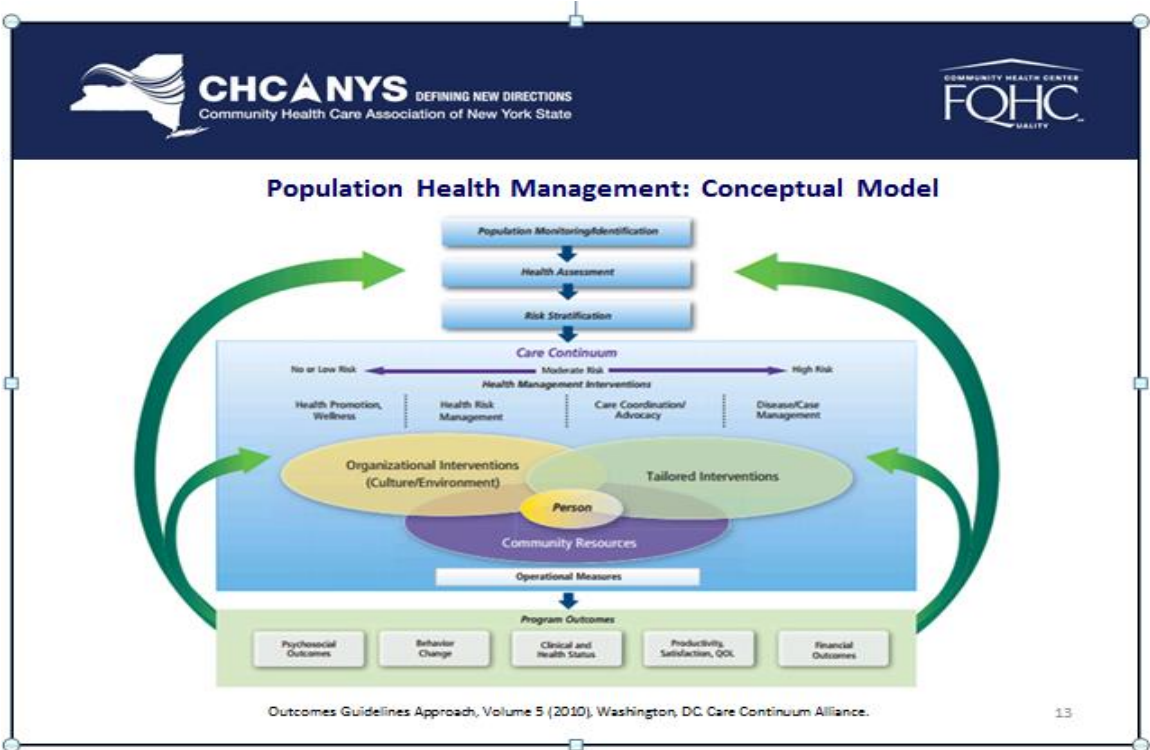 CHCANYS DEFINING NEW DIRECTIONS
Community Health Care Association of New York State
COMMUNITY HEALTH CENTER
FQHC
UALITY
Population Health Management: Conceptual Model
Population Monitoring/Identification
Health Assessment
Risk Stratification
Care Continuum
No or Low Risk
Moderate Risk
High Risk
Health Management Interventions
Health Promotion,
Wellness
Health Risk
Management
Care Coordination/
Advocacy
Disease/Case
Management
Organizational Interventions
(Culture/Environment)
Tailored Interventions
Person
Community Resources
Operational Measures
Program Outcomes
Psychosocial
Outcomes
Behavior
Change
Clinical and
Health Status
Productivity,
Satisfaction, QOL
Financial
Outcomes
Outcomes Guidelines Approach, Volume 5 (2010), Washington, DC. Care Continuum Alliance.
13